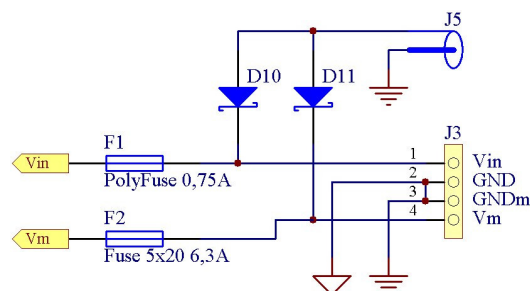 J5
D10 D11
F1
J3
Vin
1 Vin
PolyFuse 0,75A
2 GND
3 GNDm
F2
4 Vm
Vm
Fuse 5x20 6,3A